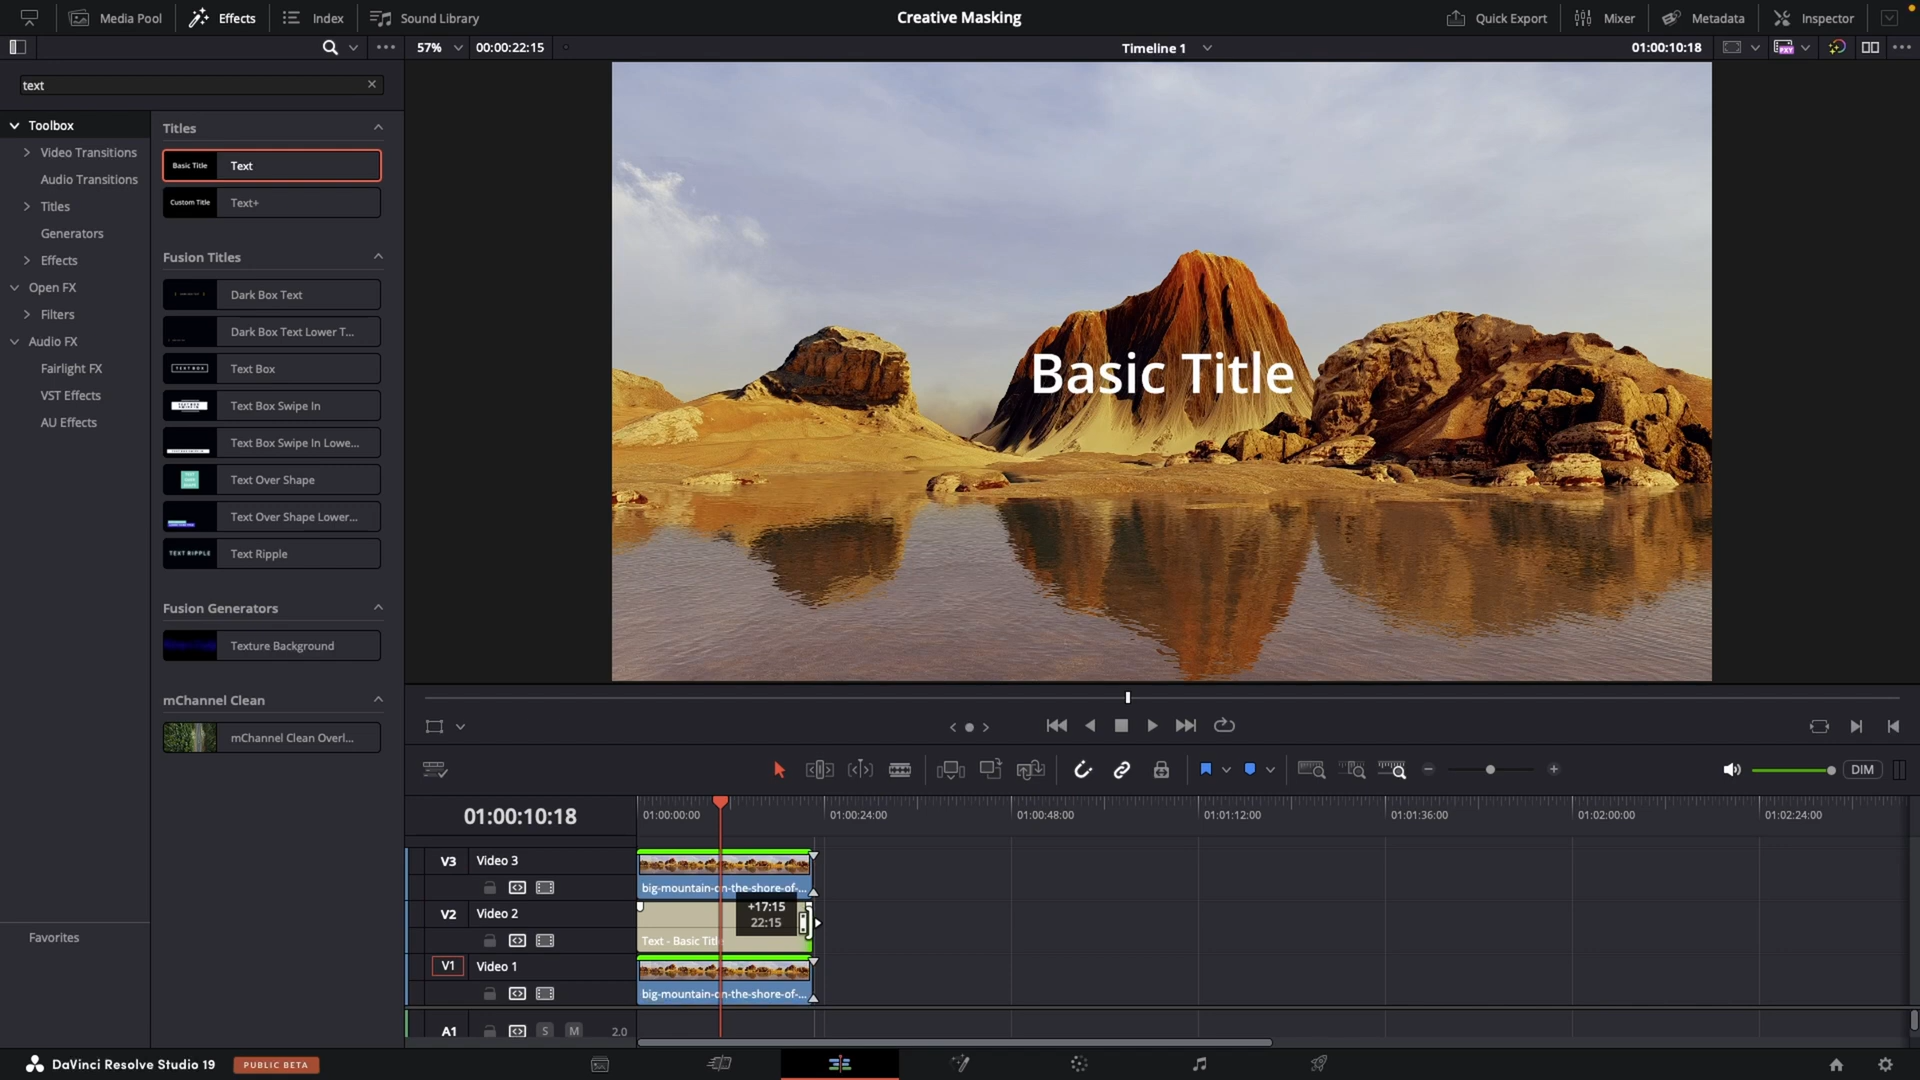 Media Pool
Effects
Index
Sound Library
Creative Masking
Quick Export
Mixer
Metadata
Inspector
57%
00:00:22:15
Timeline 1
01:00:10:18
text
Toolbox
Video Transitions
Audio Transitions
Titles
Generators
Effects
Open FX
Filters
Audio FX
Fairlight FX
VST Effects
AU Effects
Favorites
Titles
Basic Title
Text
Custom Title
Text+
Fusion Titles
Dark Box Text
Dark Box Text Lower T...
TEXT BOX
Text Box
Text Box Swipe In
Text Box Swipe In Lowe...
Text Over Shape
Text Over Shape Lower...
TEXT RIPPLE
Text Ripple
Fusion Generators
Texture Background
mChannel Clean
mChannel Clean Overl...
Basic Title
DIM
01:00:10:18
01:00:00:00
01:00:24:00
01:00:48:00
01:01:12:00
01:01:36:00
01:02:00:00
01:02:24:00
V3
Video 3
big-mountain-on-the-shore-of-...
V2
Video 2
+17:15
22:15
Text - Basic Title
V1
Video 1
big-mountain-on-the-shore-of-...
A1
S
M
2.0
DaVinci Resolve Studio 19
PUBLIC BETA